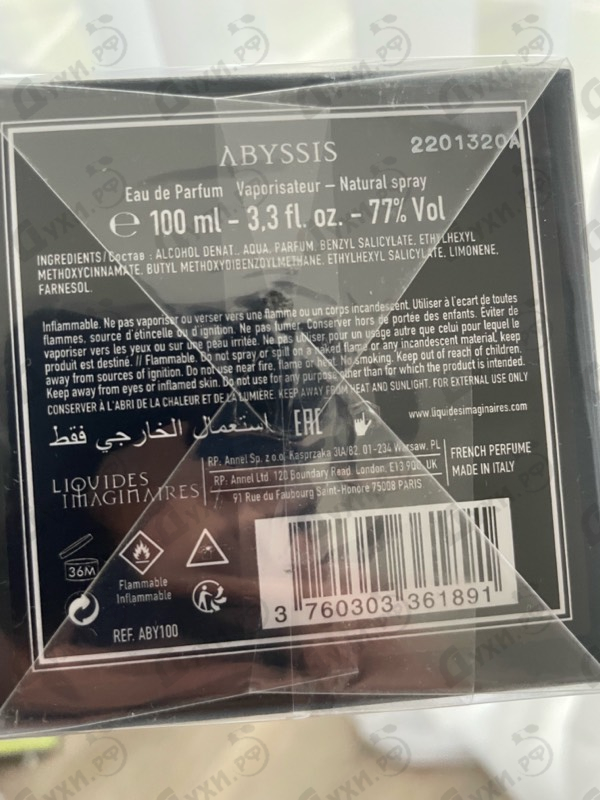 ABYSSIS
2201320A
Eau de Parfum Vaporisateur – Natural spray
℮ 100 ml - 3,3 fl. oz. - 77% Vol
INGREDIENTS/Состав : ALCOHOL DENAT., AQUA, PARFUM, BENZYL SALICYLATE, ETHYLHEXYL
METHOXYCINNAMATE, BUTYL METHOXYDIBENZOYLMETHANE, ETHYLHEXYL SALICYLATE, LIMONENE,
FARNESOL.
Inflammable. Ne pas vaporiser ou verser vers une flamme ou un corps incandescent. Utiliser à l'ecart de toutes
flammes, source d'étincelle ou d'ignition. Ne pas fumer. Conserver hors de portée des enfants. Éviter de
vaporiser vers les yeux ou sur une peau irritée. Ne pas utiliser pour un usage autre que celui pour lequel le
produit est destiné. // Flammable. Do not spray or spill on a naked flame or any incandescent material, keep
away from sources of ignition. Do not use near fire, flame or heat. No smoking. Keep out of reach of children.
Keep away from eyes or inflamed skin. Do not use for any purpose other than for which the product is intended.
CONSERVER À L'ABRI DE LA CHALEUR ET DE LA LUMIÈRE. KEEP AWAY FROM HEAT AND SUNLIGHT. FOR EXTERNAL USE ONLY
استعمال الخارجي فقط
EAC
www.liquidesimaginaires.com
LIQUIDES
IMAGINAIRES
RP: Annel Sp. z o.o. Kasprzaka 31A/82, 01-234 Warsaw, PL
RP: Annel Ltd 120 Boundary Road, London, UK
91 Rue du Faubourg Saint-Honoré 75008 PARIS
FRENCH PERFUME
MADE IN ITALY
36M
Flammable
Inflammable
REF. ABY100
3 760303 361891
Духи.РФ